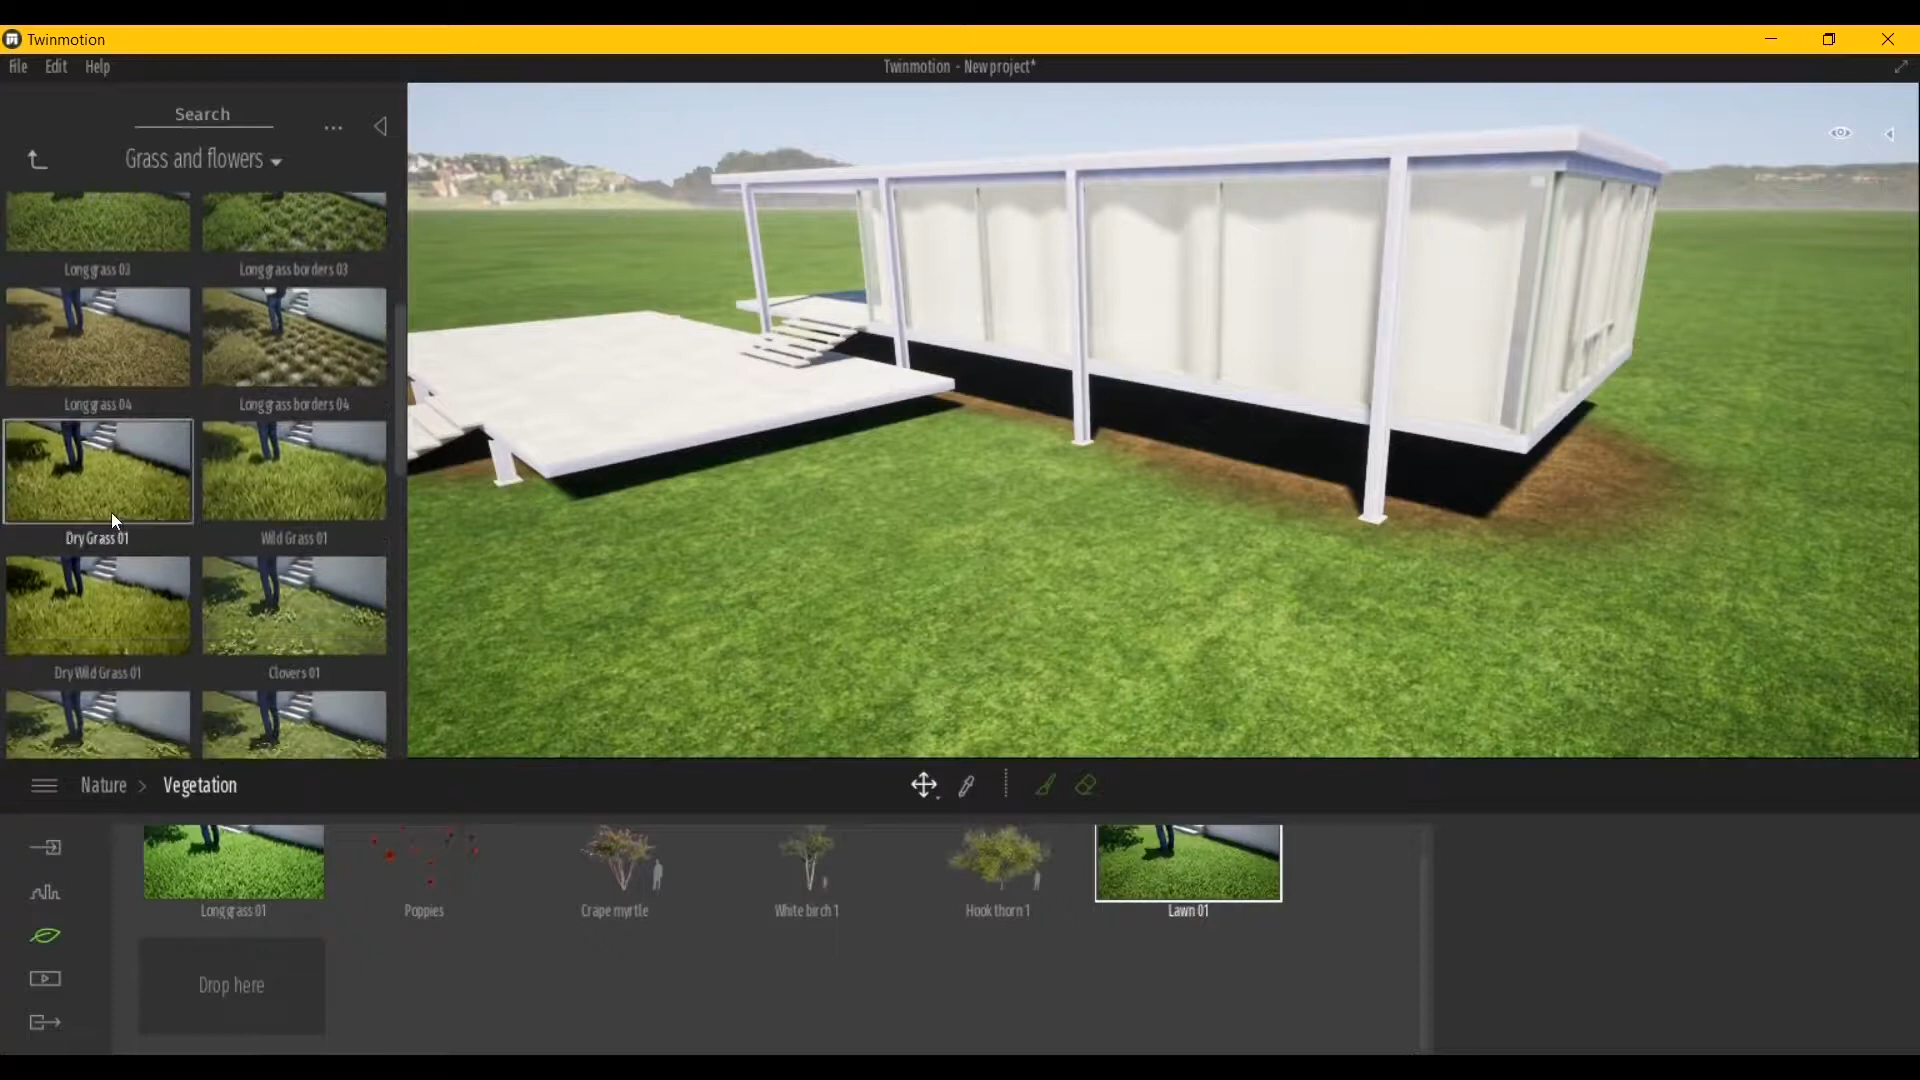 Twinmotion
File Edit Help
Twinmotion - New project*
Search
...
Grass and flowers
Long grass 03
Long grass borders 03
Long grass 04
Long grass borders 04
Dry Grass 01
Wild Grass 01
Dry Wild Grass 01
Clovers 01
Nature > Vegetation
Long grass 01
Poppies
Crape myrtle
White birch 1
Hook thorn 1
Lawn 01
Drop here